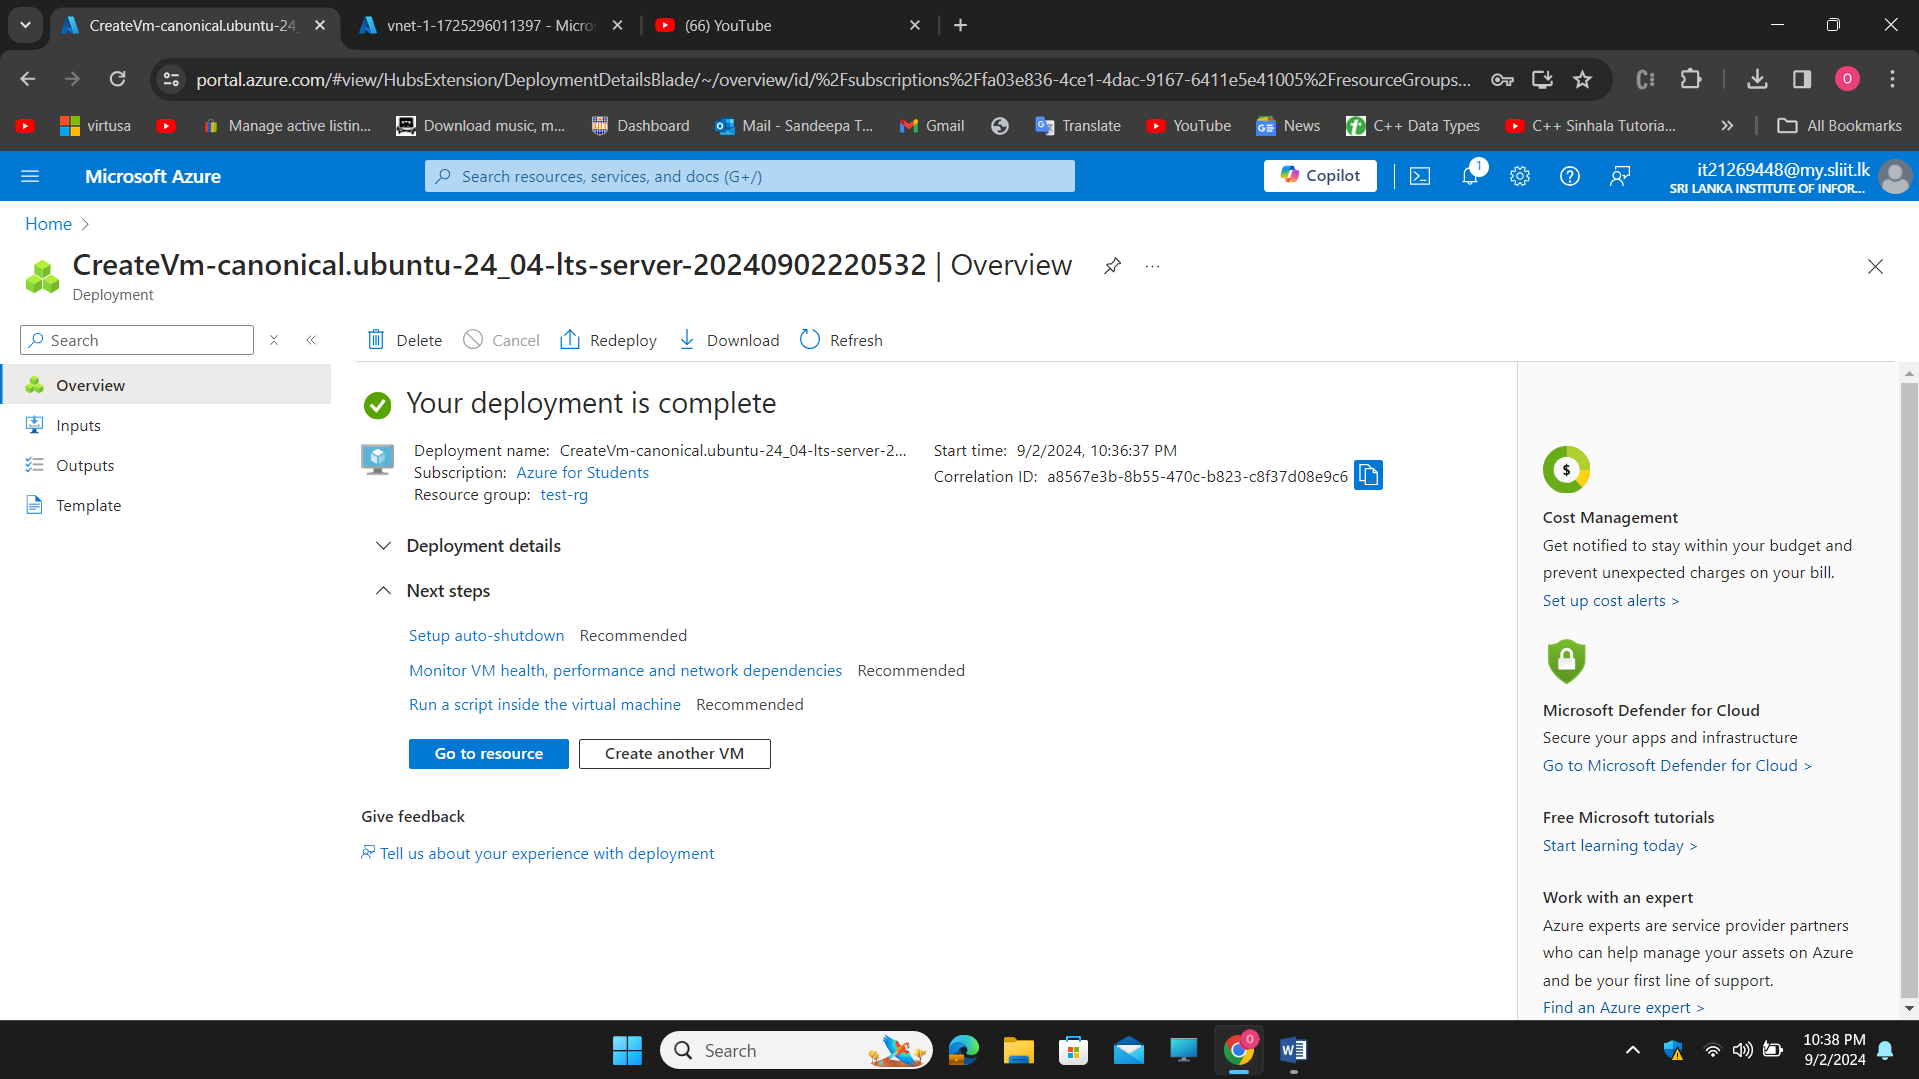 CreateVm-canonical.ubuntu-24_
vnet-1-1725296011397 - Micros
(66) YouTube
portal.azure.com/#view/HubsExtension/DeploymentDetailsBlade/~/overview/id/%2Fsubscriptions%2Ffa03e836-4ce1-4dac-9167-6411e5e41005%2FresourceGroups...
O
virtusa
Manage active listin...
Download music, m...
Dashboard
Mail - Sandeepa T...
Gmail
Translate
YouTube
News
C++ Data Types
C++ Sinhala Tutoria...
All Bookmarks
Microsoft Azure
Search resources, services, and docs (G+/)
Copilot
1
it21269448@my.sliit.lk
SRI LANKA INSTITUTE OF INFOR...
Home
CreateVm-canonical.ubuntu-24_04-lts-server-20240902220532 | Overview
Deployment
Search
Delete
Cancel
Redeploy
Download
Refresh
Overview
Inputs
Outputs
Template
Your deployment is complete
Deployment name: CreateVm-canonical.ubuntu-24_04-lts-server-2...
Subscription: Azure for Students
Resource group: test-rg
Start time: 9/2/2024, 10:36:37 PM
Correlation ID: a8567e3b-8b55-470c-b823-c8f37d08e9c6
Deployment details
Next steps
Setup auto-shutdown Recommended
Monitor VM health, performance and network dependencies Recommended
Run a script inside the virtual machine Recommended
Go to resource
Create another VM
Give feedback
Tell us about your experience with deployment
$
Cost Management
Get notified to stay within your budget and
prevent unexpected charges on your bill.
Set up cost alerts >
Microsoft Defender for Cloud
Secure your apps and infrastructure
Go to Microsoft Defender for Cloud >
Free Microsoft tutorials
Start learning today >
Work with an expert
Azure experts are service provider partners
who can help manage your assets on Azure
and be your first line of support.
Find an Azure expert >
Search
10:38 PM
9/2/2024